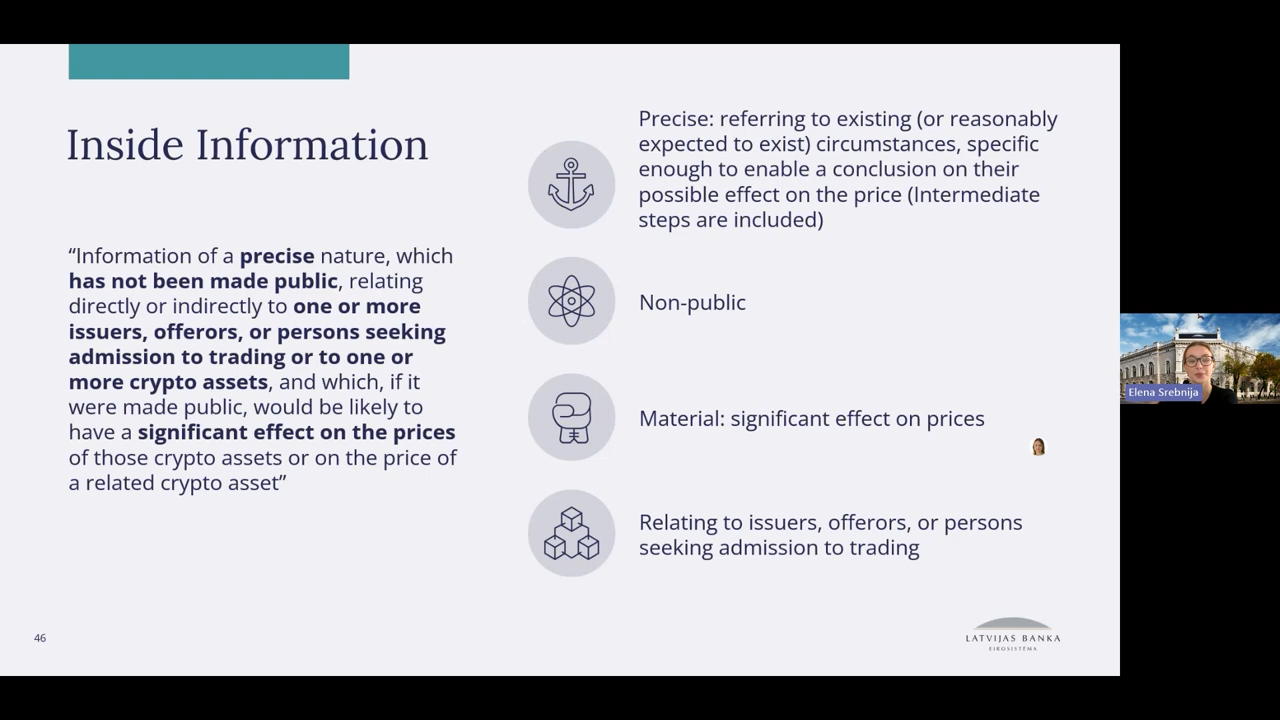 Inside Information
“Information of a precise nature, which
has not been made public, relating
directly or indirectly to one or more
issuers, offerors, or persons seeking
admission to trading or to one or
more crypto assets, and which, if it
were made public, would be likely to
have a significant effect on the prices
of those crypto assets or on the price of
a related crypto asset”
Precise: referring to existing (or reasonably
expected to exist) circumstances, specific
enough to enable a conclusion on their
possible effect on the price (Intermediate
steps are included)
Non-public
Material: significant effect on prices
Relating to issuers, offerors, or persons
seeking admission to trading
46
LATVIJAS BANKA
EIROSISTĒMA
Elena Srebnija